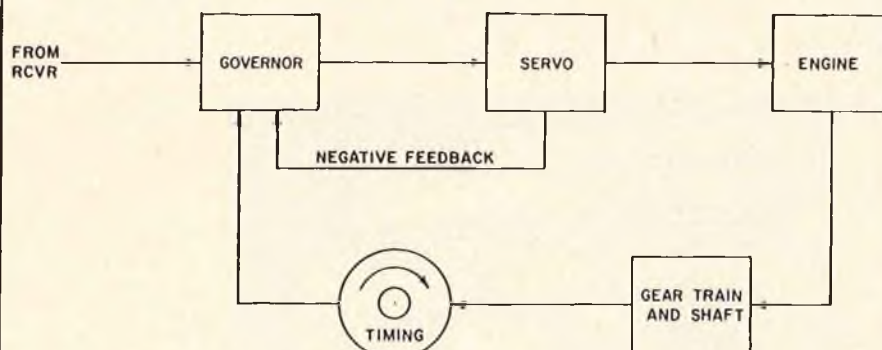 FROM
RCVR
GOVERNOR
SERVO
ENGINE
NEGATIVE FEEDBACK
TIMING
GEAR TRAIN
AND SHAFT